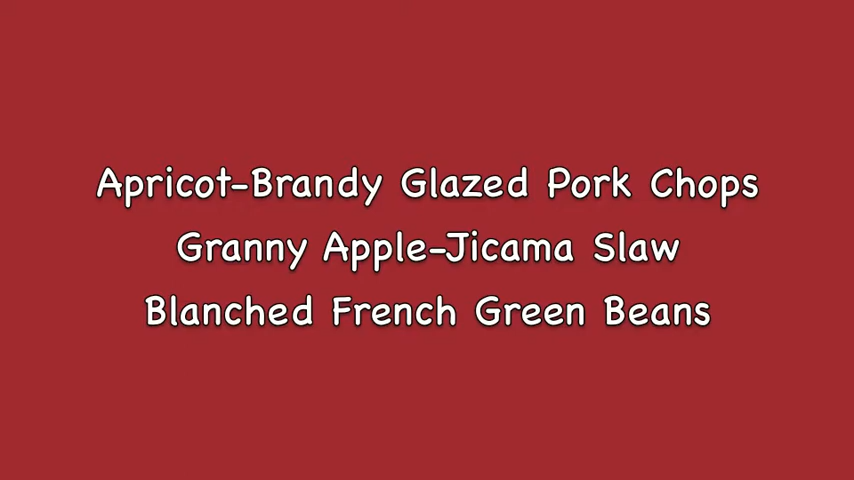 Apricot-Brandy Glazed Pork Chops
Granny Apple-Jicama Slaw
Blanched French Green Beans